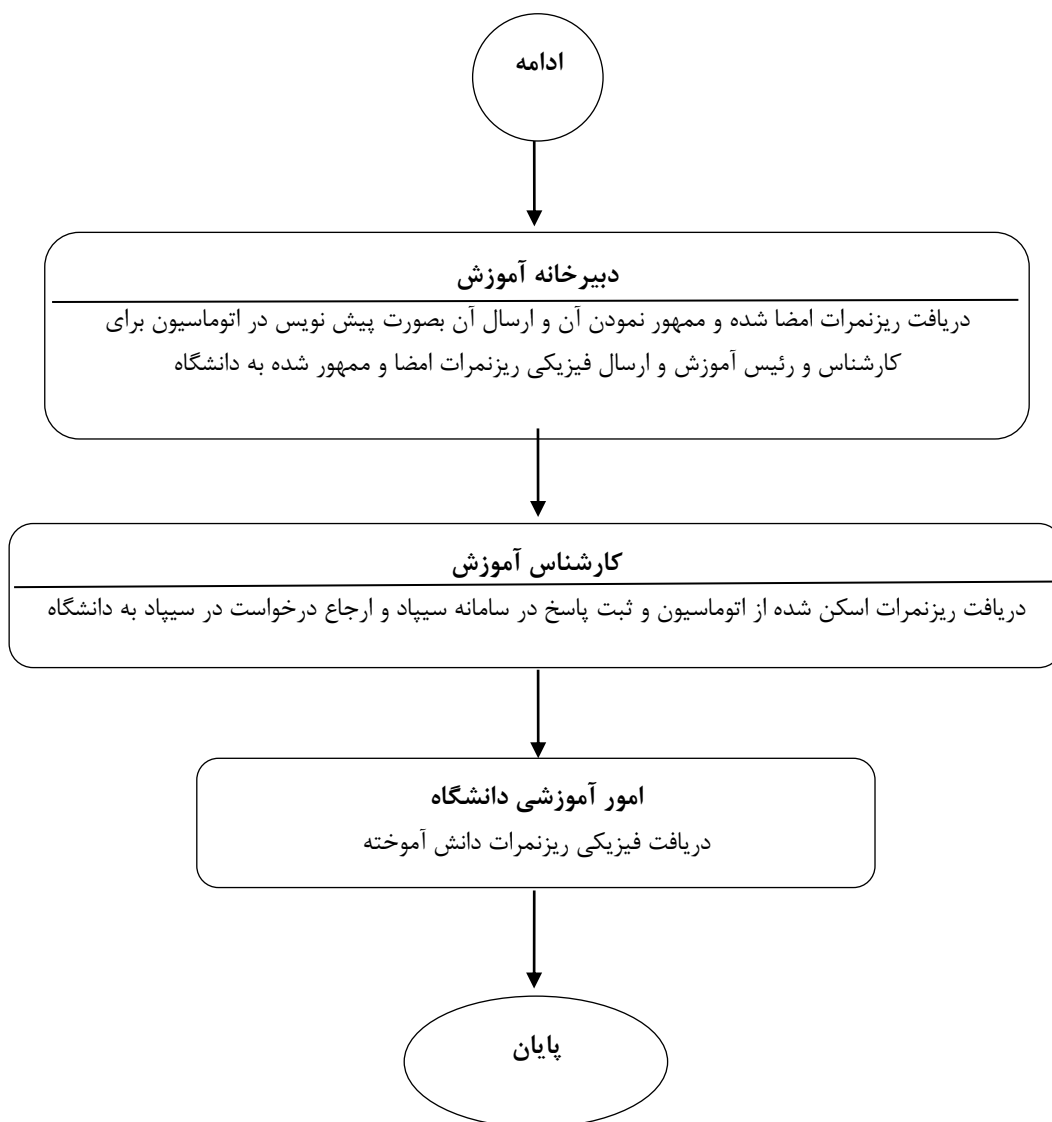 ادامه
دبیرخانه آموزش
دریافت ریزنمرات امضا شده و ممهور نمودن آن و ارسال آن بصورت پیش نویس در اتوماسیون برای
کارشناس و رئیس آموزش و ارسال فیزیکی ریزنمرات امضا و ممهور شده به دانشگاه
کارشناس آموزش
دریافت ریزنمرات اسکن شده از اتوماسیون و ثبت پاسخ در سامانه سیپاد و ارجاع درخواست در سیپاد به دانشگاه
امور آموزشی دانشگاه
دریافت فیزیکی ریزنمرات دانش آموخته
پایان